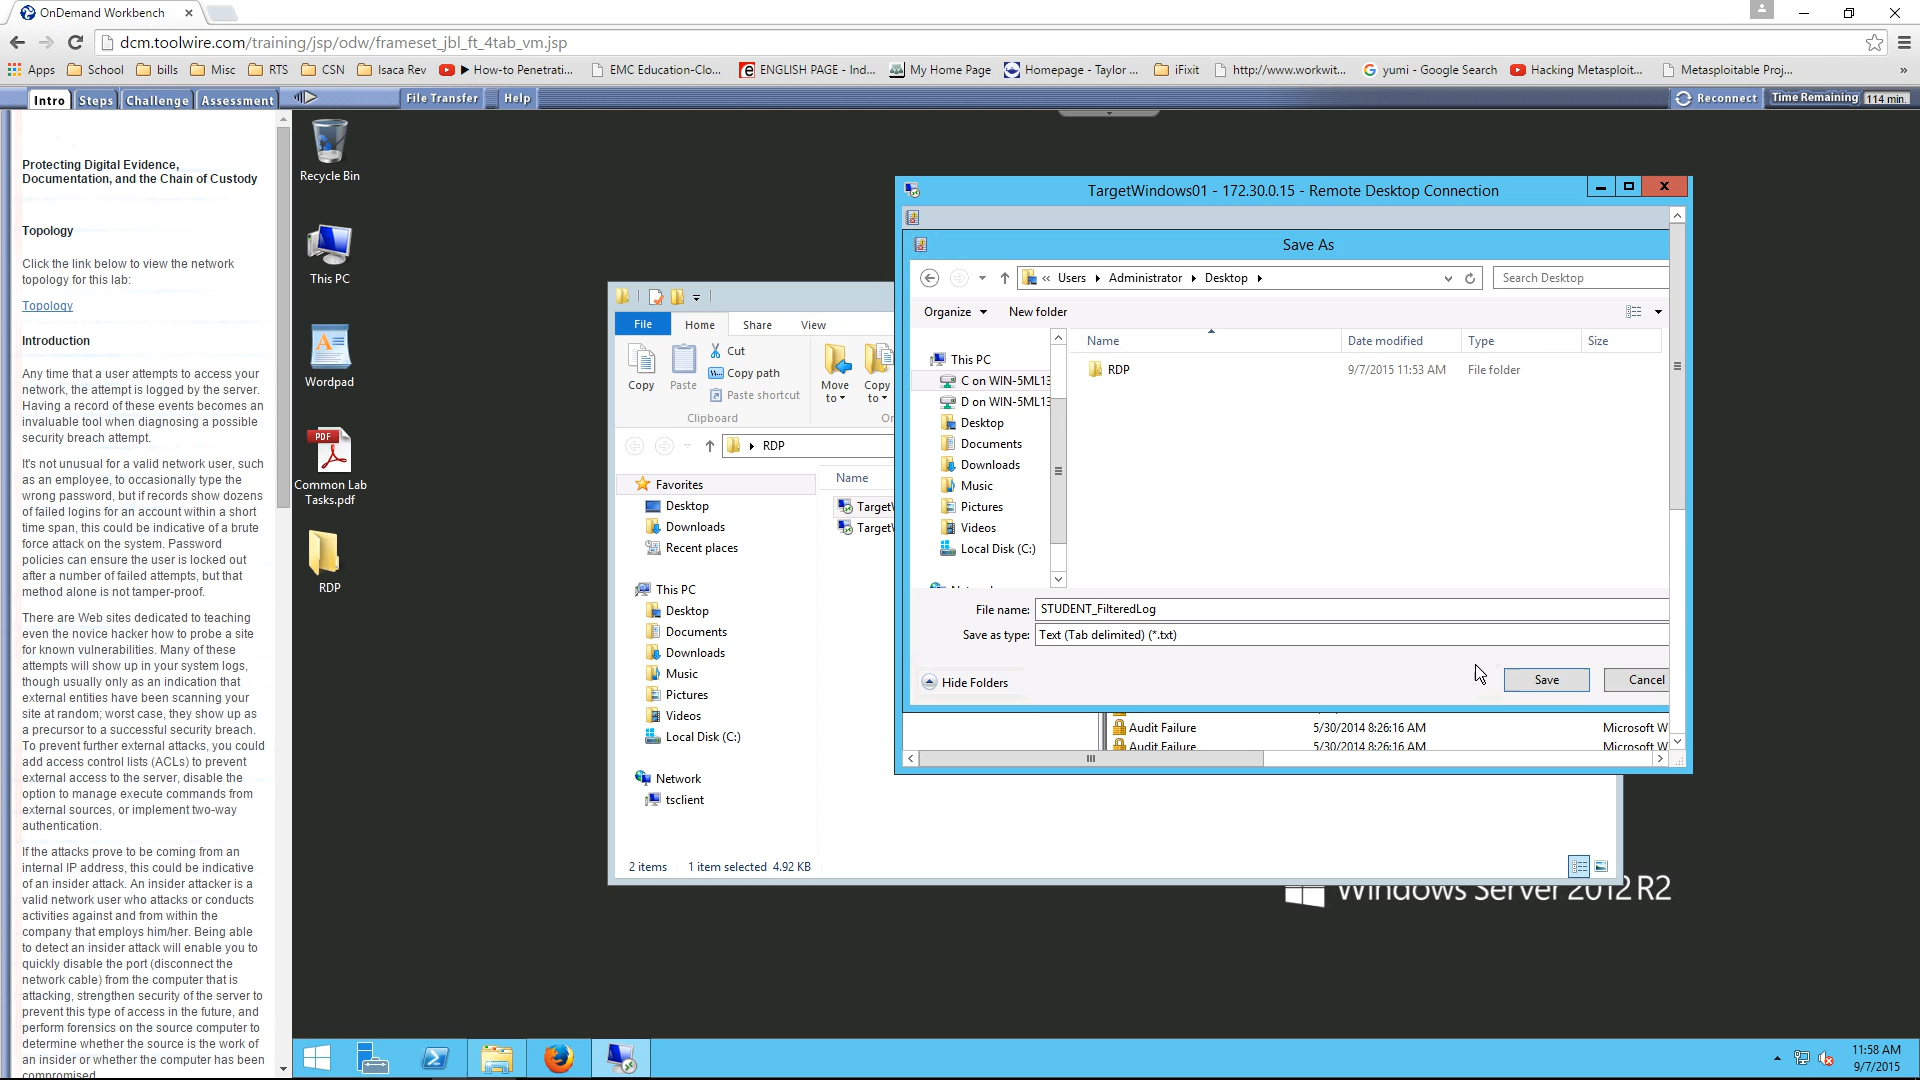 OnDemand Workbench
dcm.toolwire.com/training/jsp/odw/frameset_jbl_ft_4tab_vm.jsp
Apps School bills Misc RTS CSN Isaca Rev ▶ How-to Penetrati... EMC Education-Clo... ENGLISH PAGE - Ind... My Home Page Homepage - Taylor ... iFixit http://www.workwit... yumi - Google Search Hacking Metasploit... Metasploitable Proj... »
Intro Steps Challenge Assessment File Transfer Help Reconnect Time Remaining 114 min.
Protecting Digital Evidence,
Documentation, and the Chain of Custody
Topology
Click the link below to view the network
topology for this lab:
Topology
Introduction
Any time that a user attempts to access your
network, the attempt is logged by the server.
Having a record of these events becomes an
invaluable tool when diagnosing a possible
security breach attempt.
It's not unusual for a valid network user, such
as an employee, to occasionally type the
wrong password, but if records show dozens
of failed logins for an account within a short
time span, this could be indicative of a brute
force attack on the system. Password
policies can ensure the user is locked out
after a number of failed attempts, but that
method alone is not tamper-proof.
There are Web sites dedicated to teaching
even the novice hacker how to probe a site
for known vulnerabilities. Many of these
attempts will show up in your system logs,
though usually only as an indication that
external entities have been scanning your
site at random; worst case, they show up as
a precursor to a successful security breach.
To prevent further external attacks, you could
add access control lists (ACLs) to prevent
external access to the server, disable the
option to manage execute commands from
external sources, or implement two-way
authentication.
If the attacks prove to be coming from an
internal IP address, this could be indicative
of an insider attack. An insider attacker is a
valid network user who attacks or conducts
activities against and from within the
company that employs him/her. Being able
to detect an insider attack will enable you to
quickly disable the port (disconnect the
network cable) from the computer that is
attacking, strengthen security of the server to
prevent this type of access in the future, and
perform forensics on the source computer to
determine whether the source is the work of
an insider or whether the computer has been
compromised.
Recycle Bin
This PC
Wordpad
PDF
Common Lab
Tasks.pdf
RDP
File Home Share View
Copy Paste Cut
Copy path
Paste shortcut
Move
to
Copy
to
Clipboard
Or
RDP
Name
Favorites
Desktop
Downloads
Recent places
This PC
Desktop
Documents
Downloads
Music
Pictures
Videos
Local Disk (C:)
Network
tsclient
Target
Target
2 items 1 item selected 4.92 KB
TargetWindows01 - 172.30.0.15 - Remote Desktop Connection
Save As
« Users Administrator Desktop
Search Desktop
Organize New folder
Name Date modified Type Size
RDP 9/7/2015 11:53 AM File folder
This PC
C on WIN-5ML13
D on WIN-5ML13
Desktop
Documents
Downloads
Music
Pictures
Videos
Local Disk (C:)
File name: STUDENT_FilteredLog
Save as type: Text (Tab delimited) (*.txt)
Hide Folders Save Cancel
Audit Failure 5/30/2014 8:26:16 AM Microsoft W
Audit Failure 5/30/2014 8:26:16 AM Microsoft W
Windows Server 2012 R2
11:58 AM
9/7/2015